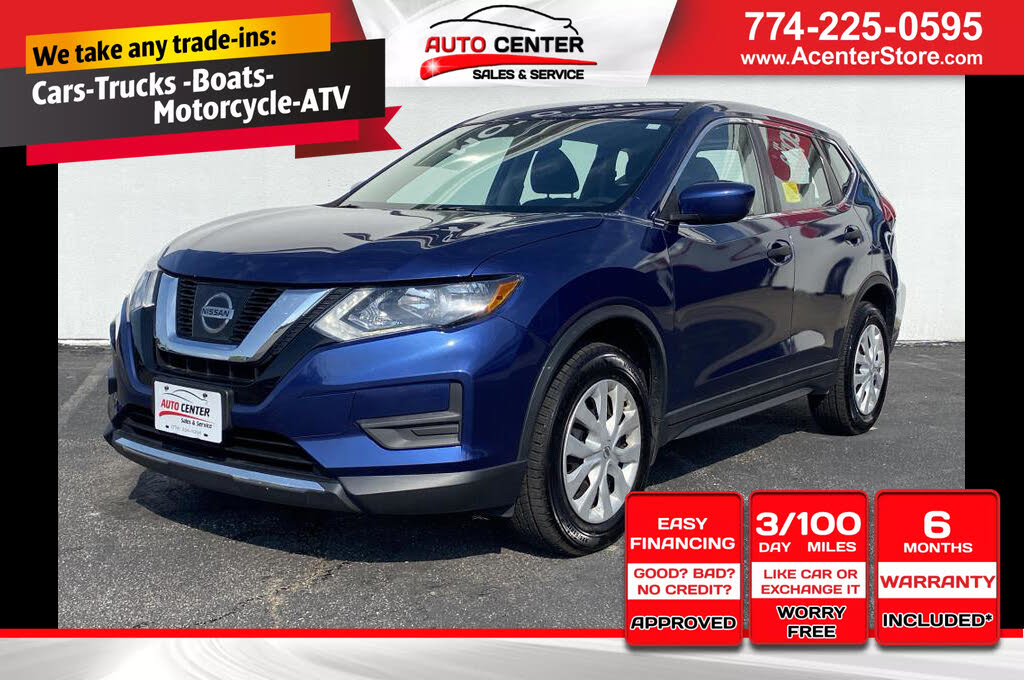 We take any trade-ins:
Cars-Trucks -Boats-
Motorcycle-ATV
AUTO CENTER
SALES & SERVICE
774-225-0595
www.AcenterStore.com
NISSAN
AUTO CENTER
Sales & Service
EASY
FINANCING
GOOD? BAD?
NO CREDIT?
APPROVED
3/100
DAY MILES
LIKE CAR OR
EXCHANGE IT
WORRY
FREE
6
MONTHS
WARRANTY
INCLUDED*